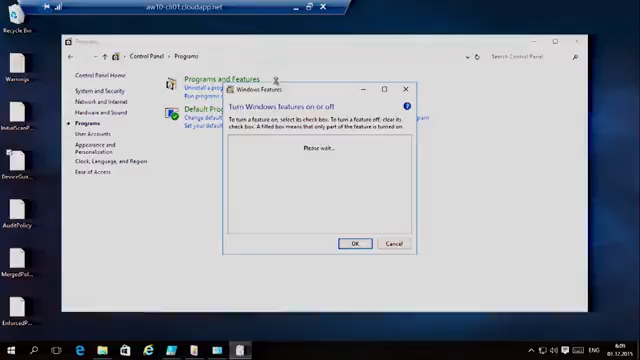 aw10-cli01.cloudapp.net
Recycle Bin
Programs
Control Panel > Programs
Search Control Panel
Control Panel Home
System and Security
Network and Internet
Hardware and Sound
Programs
User Accounts
Appearance and
Personalization
Clock, Language, and Region
Ease of Access
Programs and Features
Uninstall a
Run programs
Default Pro
Change default
Set your default
Windows Features
Turn Windows features on or off
To turn a feature on, select its check box. To turn a feature off, clear its
check box. A filled box means that only part of the feature is turned on.
Please wait...
OK
Cancel
Warnings
InitialScanP...
DeviceGua...
AuditPolicy
MergedPol...
EnforcedP...
ENG
6:09